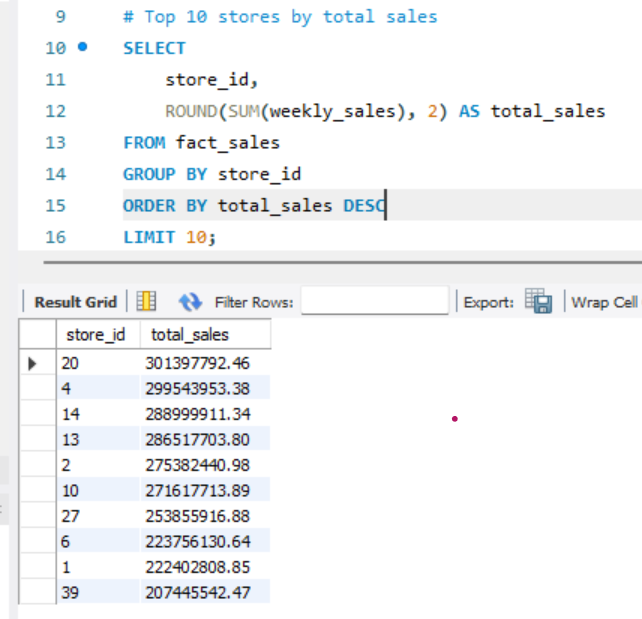 9 # Top 10 stores by total sales
10 SELECT
11 store_id,
12 ROUND(SUM(weekly_sales), 2) AS total_sales
13 FROM fact_sales
14 GROUP BY store_id
15 ORDER BY total_sales DESC
16 LIMIT 10;
Result Grid Filter Rows: Export: Wrap Cell
store_id total_sales
20 301397792.46
4 299543953.38
14 288999911.34
13 286517703.80
2 275382440.98
10 271617713.89
27 253855916.88
6 223756130.64
1 222402808.85
39 207445542.47